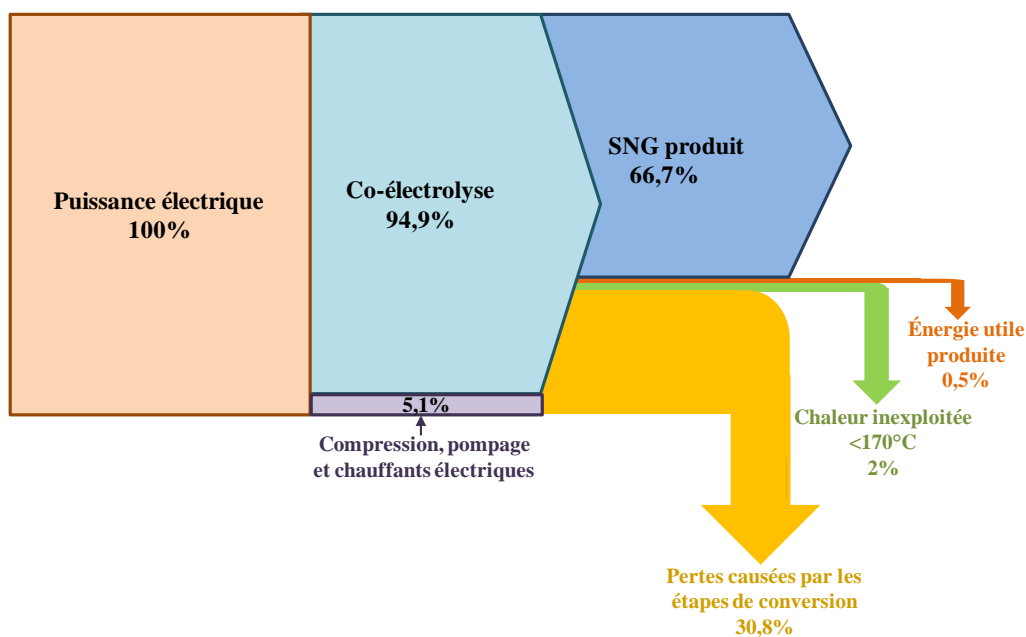 Puissance électrique
100%
Co-électrolyse
94,9%
SNG produit
66,7%
5,1%
Compression, pompage
et chauffants électriques
Énergie utile
produite
0,5%
Chaleur inexploitée
<170°C
2%
Pertes causées par les
étapes de conversion
30,8%